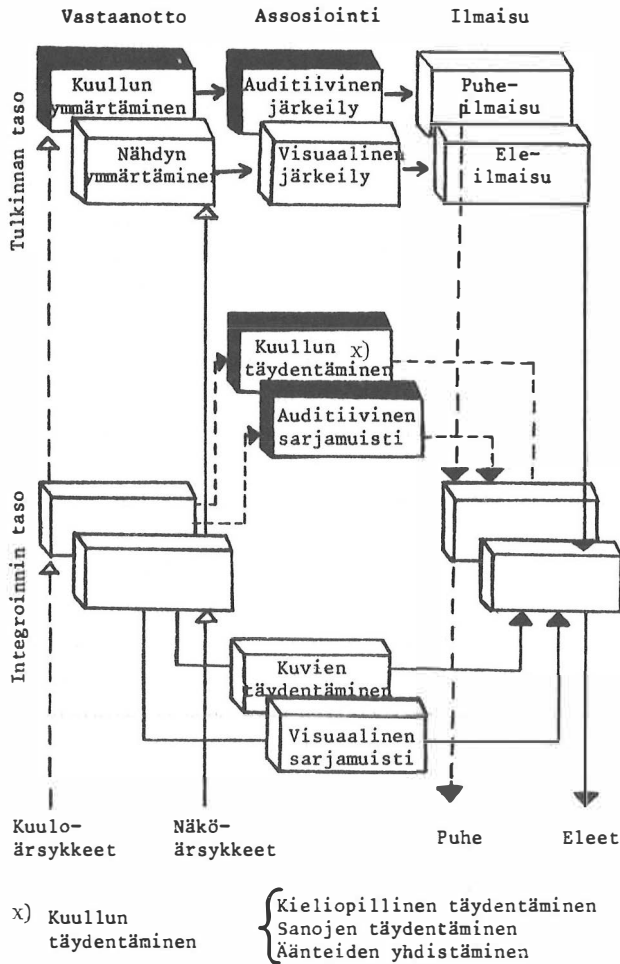 Vastaanotto Assosiointi Ilmaisu
Tulkinnan taso
Kuullun ymmärtäminen
Auditiivinen järkeily
Puhe-
ilmaisu
Nähdyn ymmärtäminen
Visuaalinen järkeily
Ele-
ilmaisu
Kuullun x)
täydentäminen
Auditiivinen
sarjamuisti
Integroinnin taso
Kuvien
täydentäminen
Visuaalinen
sarjamuisti
Kuulo-
ärsykkeet
Näkö-
ärsykkeet
Puhe
Eleet
x) Kuullun
täydentäminen
Kieliopillinen täydentäminen
Sanojen täydentäminen
Äänteiden yhdistäminen